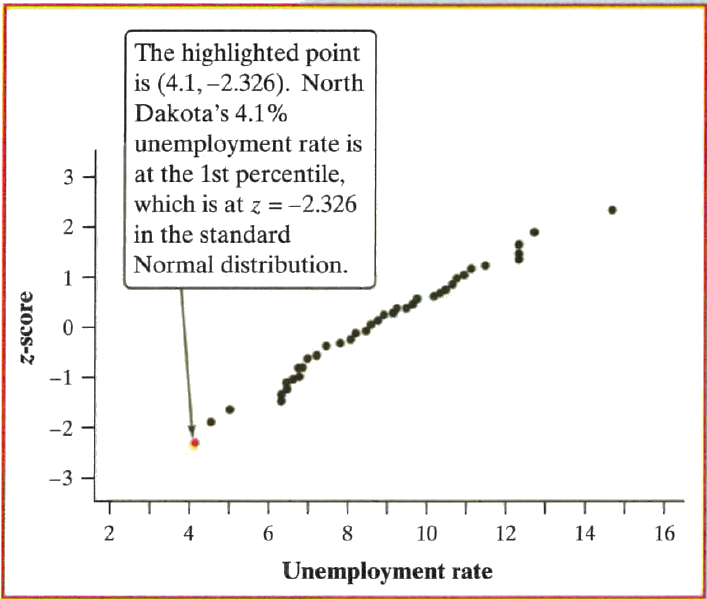 The highlighted point
is (4.1, –2.326). North
Dakota's 4.1%
unemployment rate is
at the 1st percentile,
which is at z = –2.326
in the standard
Normal distribution.
3
2
1
0
–1
–2
–3
z-score
2 4 6 8 10 12 14 16
Unemployment rate